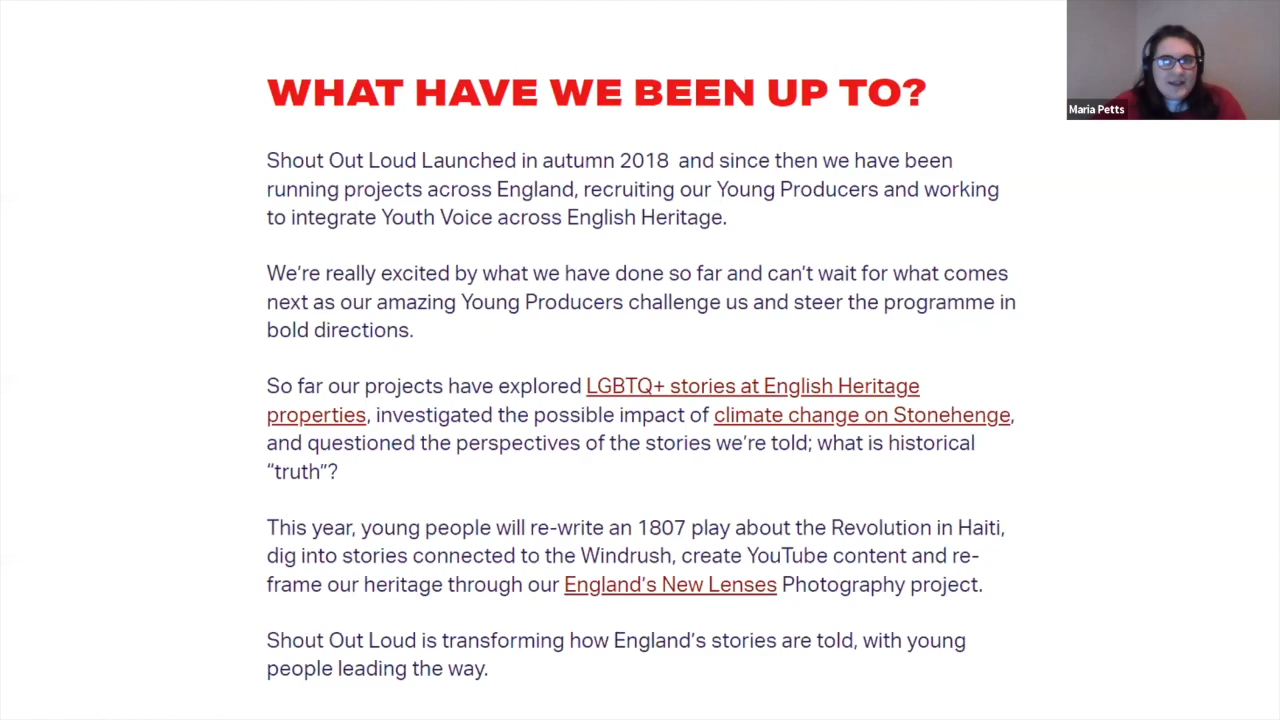 WHAT HAVE WE BEEN UP TO?
Maria Petts
Shout Out Loud Launched in autumn 2018 and since then we have been
running projects across England, recruiting our Young Producers and working
to integrate Youth Voice across English Heritage.
We’re really excited by what we have done so far and can’t wait for what comes
next as our amazing Young Producers challenge us and steer the programme in
bold directions.
So far our projects have explored LGBTQ+ stories at English Heritage
properties, investigated the possible impact of climate change on Stonehenge,
and questioned the perspectives of the stories we’re told; what is historical
“truth”?
This year, young people will re-write an 1807 play about the Revolution in Haiti,
dig into stories connected to the Windrush, create YouTube content and re-
frame our heritage through our England’s New Lenses Photography project.
Shout Out Loud is transforming how England’s stories are told, with young
people leading the way.